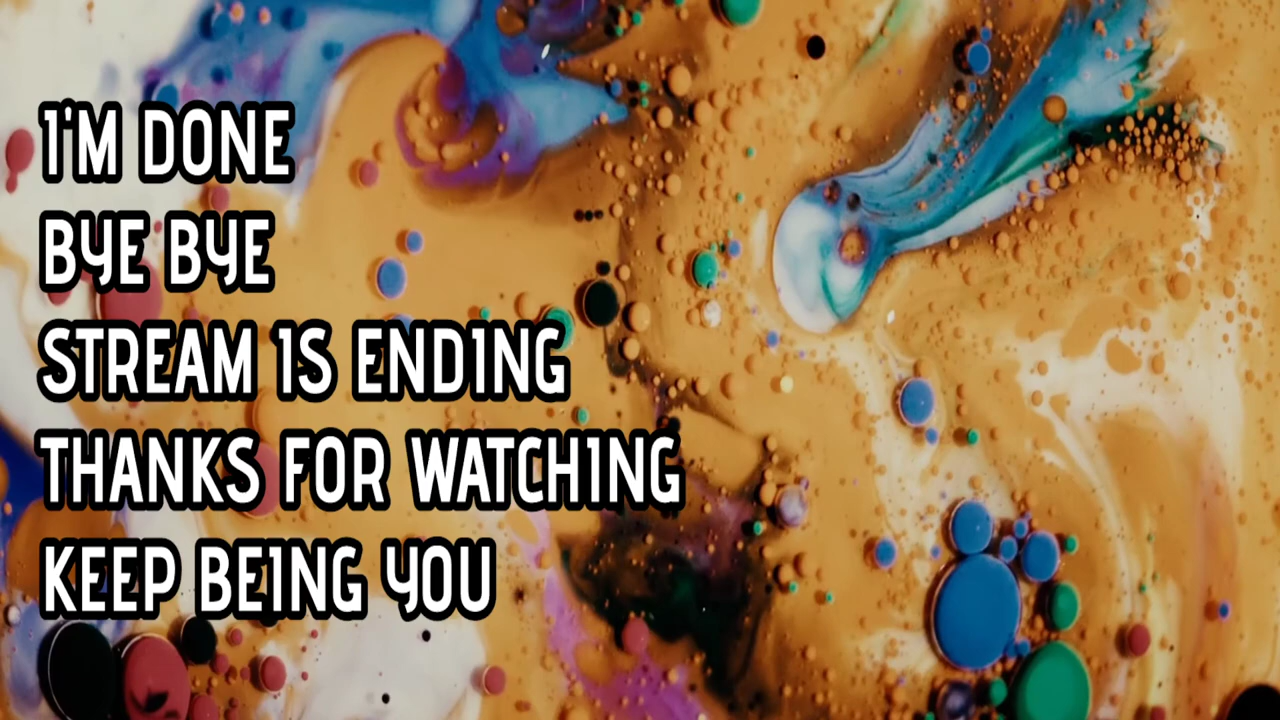 I'M DONE
BYE BYE
STREAM IS ENDING
THANKS FOR WATCHING
KEEP BEING YOU